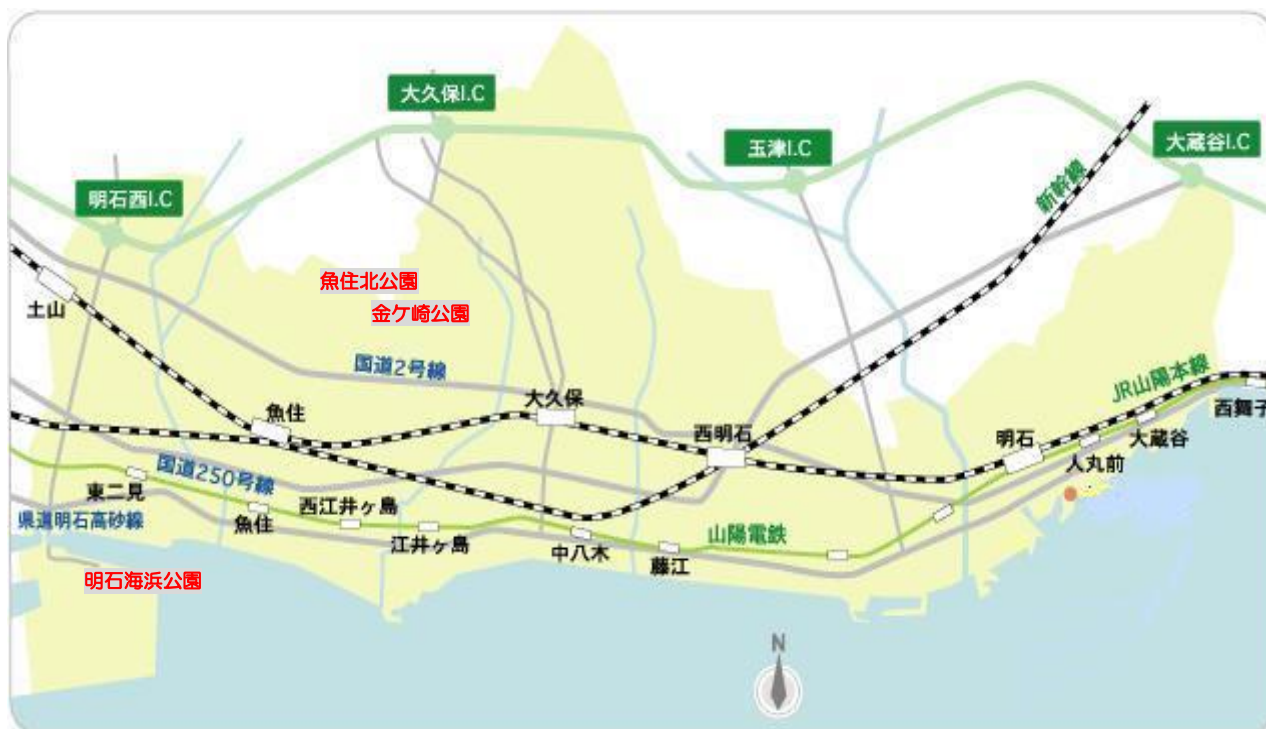 大久保I.C
玉津I.C
大蔵谷I.C
明石西I.C
新幹線
魚住北公園
金ケ崎公園
土山
国道2号線
大久保
魚住
西明石
明石
JR山陽本線
西舞子
大蔵谷
人丸前
国道250号線
東二見
魚住
西江井ヶ島
江井ヶ島
県道明石高砂線
中八木
藤江
山陽電鉄
明石海浜公園
N